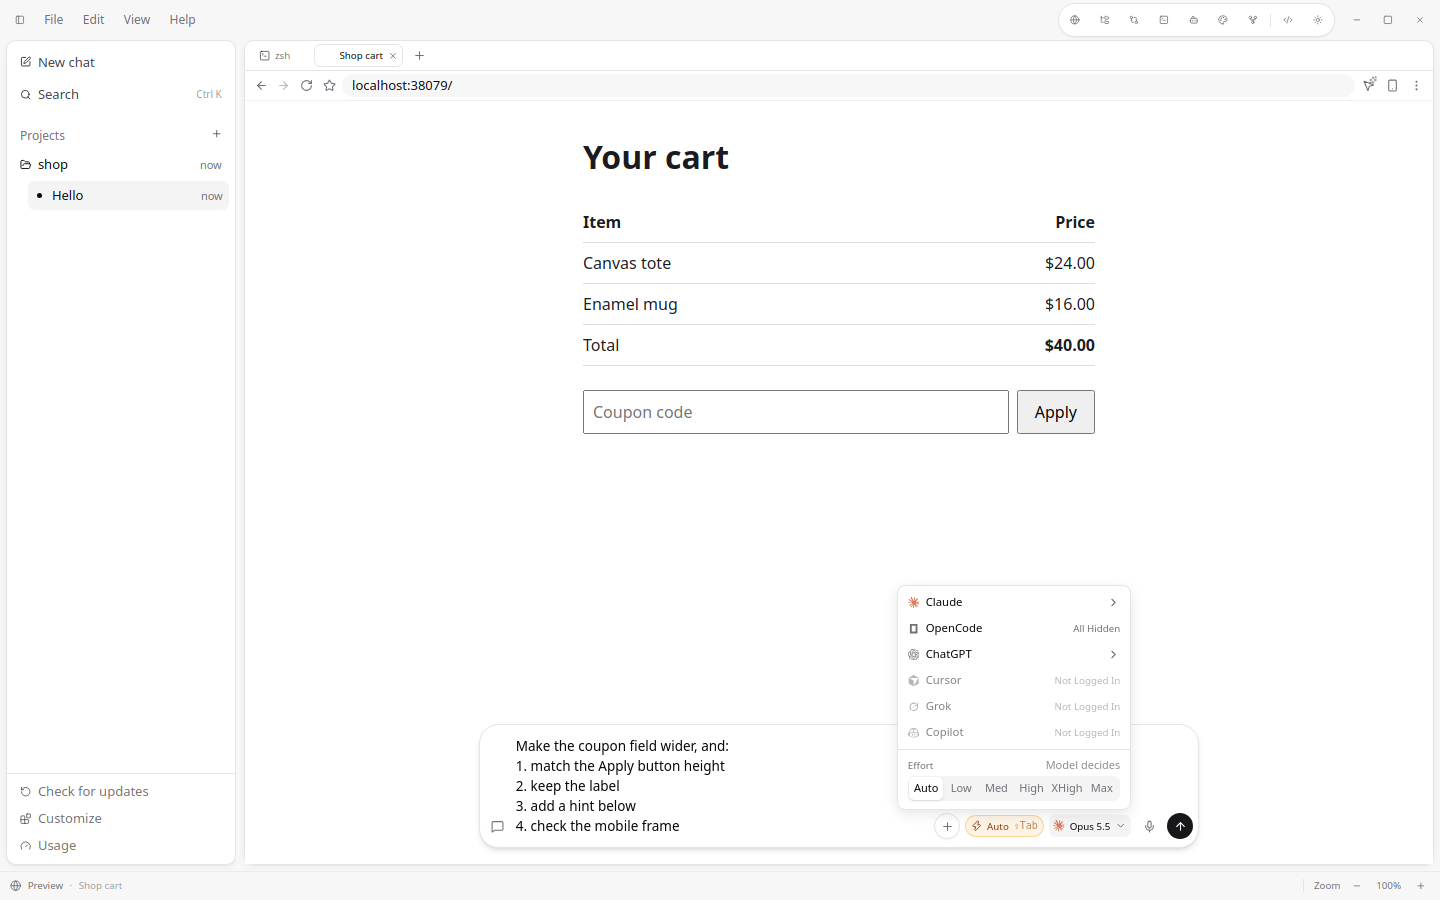 File Edit View Help
New chat
Search Ctrl K
Projects
shop now
Hello now
Check for updates
Customize
Usage
zsh
Shop cart
localhost:38079/
Your cart
Item Price
Canvas tote $24.00
Enamel mug $16.00
Total $40.00
Coupon code Apply
Claude
OpenCode All Hidden
ChatGPT
Cursor Not Logged In
Grok Not Logged In
Copilot Not Logged In
Effort Model decides
Auto Low Med High XHigh Max
Make the coupon field wider, and:
1. match the Apply button height
2. keep the label
3. add a hint below
4. check the mobile frame
Auto ⇧Tab Opus 5.5
Preview · Shop cart
Zoom 100%